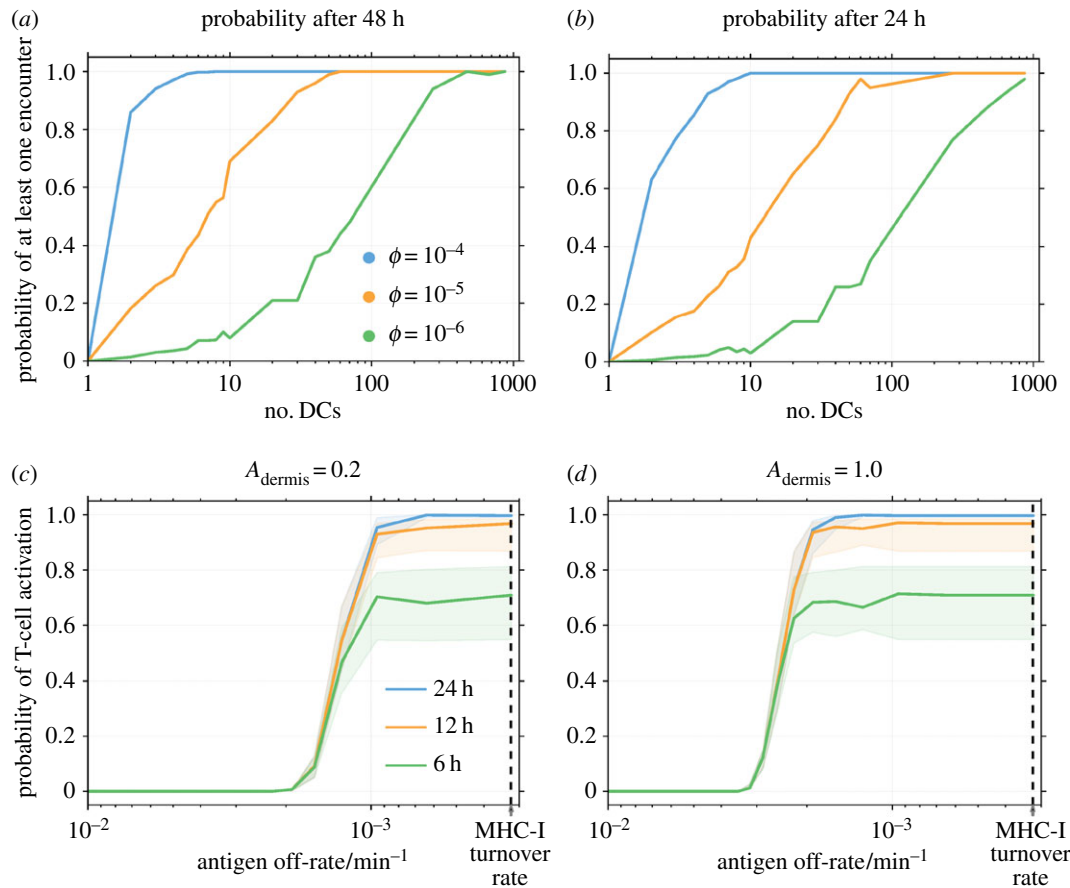 (a) probability after 48 h
(b) probability after 24 h
probability of at least one encounter
1.0
0.8
0.6
0.4
0.2
0
ϕ = 10⁻⁴
ϕ = 10⁻⁵
ϕ = 10⁻⁶
1 10 100 1000
no. DCs
1.0
0.8
0.6
0.4
0.2
0
1 10 100 1000
no. DCs
(c) A_dermis = 0.2
(d) A_dermis = 1.0
probability of T-cell activation
1.0
0.8
0.6
0.4
0.2
0
24 h
12 h
6 h
10⁻² 10⁻³ MHC-I
antigen off-rate/min⁻¹ turnover
rate
1.0
0.8
0.6
0.4
0.2
0
10⁻² 10⁻³ MHC-I
antigen off-rate/min⁻¹ turnover
rate